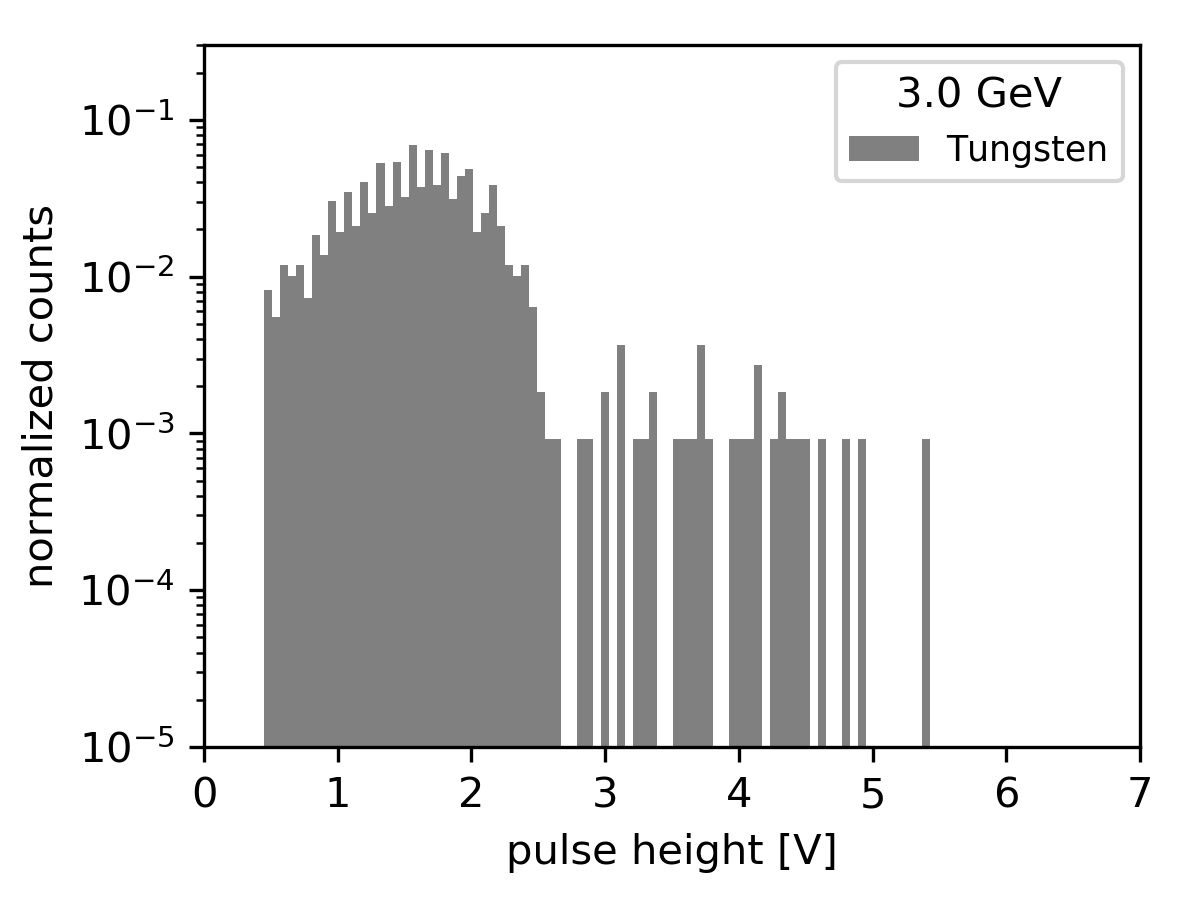 3.0 GeV
Tungsten
normalized counts
10⁻¹
10⁻²
10⁻³
10⁻⁴
10⁻⁵
0 1 2 3 4 5 6 7
pulse height [V]